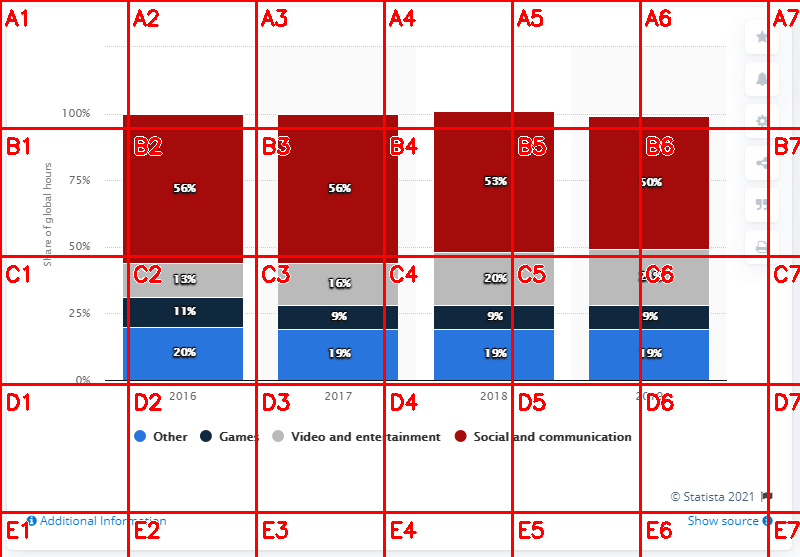 100%
75%
50%
25%
0%
Share of global hours
56%
13%
11%
20%
56%
16%
9%
19%
53%
20%
9%
19%
50%
9%
19%
2016
2017
2018
Other
Games
Video and entertainment
Social and communication
© Statista 2021
Additional Information
Show source
A1 A2 A3 A4 A5 A6 A7
B1 B2 B3 B4 B5 B6 B7
C1 C2 C3 C4 C5 C6 C7
D1 D2 D3 D4 D5 D6 D7
E1 E2 E3 E4 E5 E6 E7